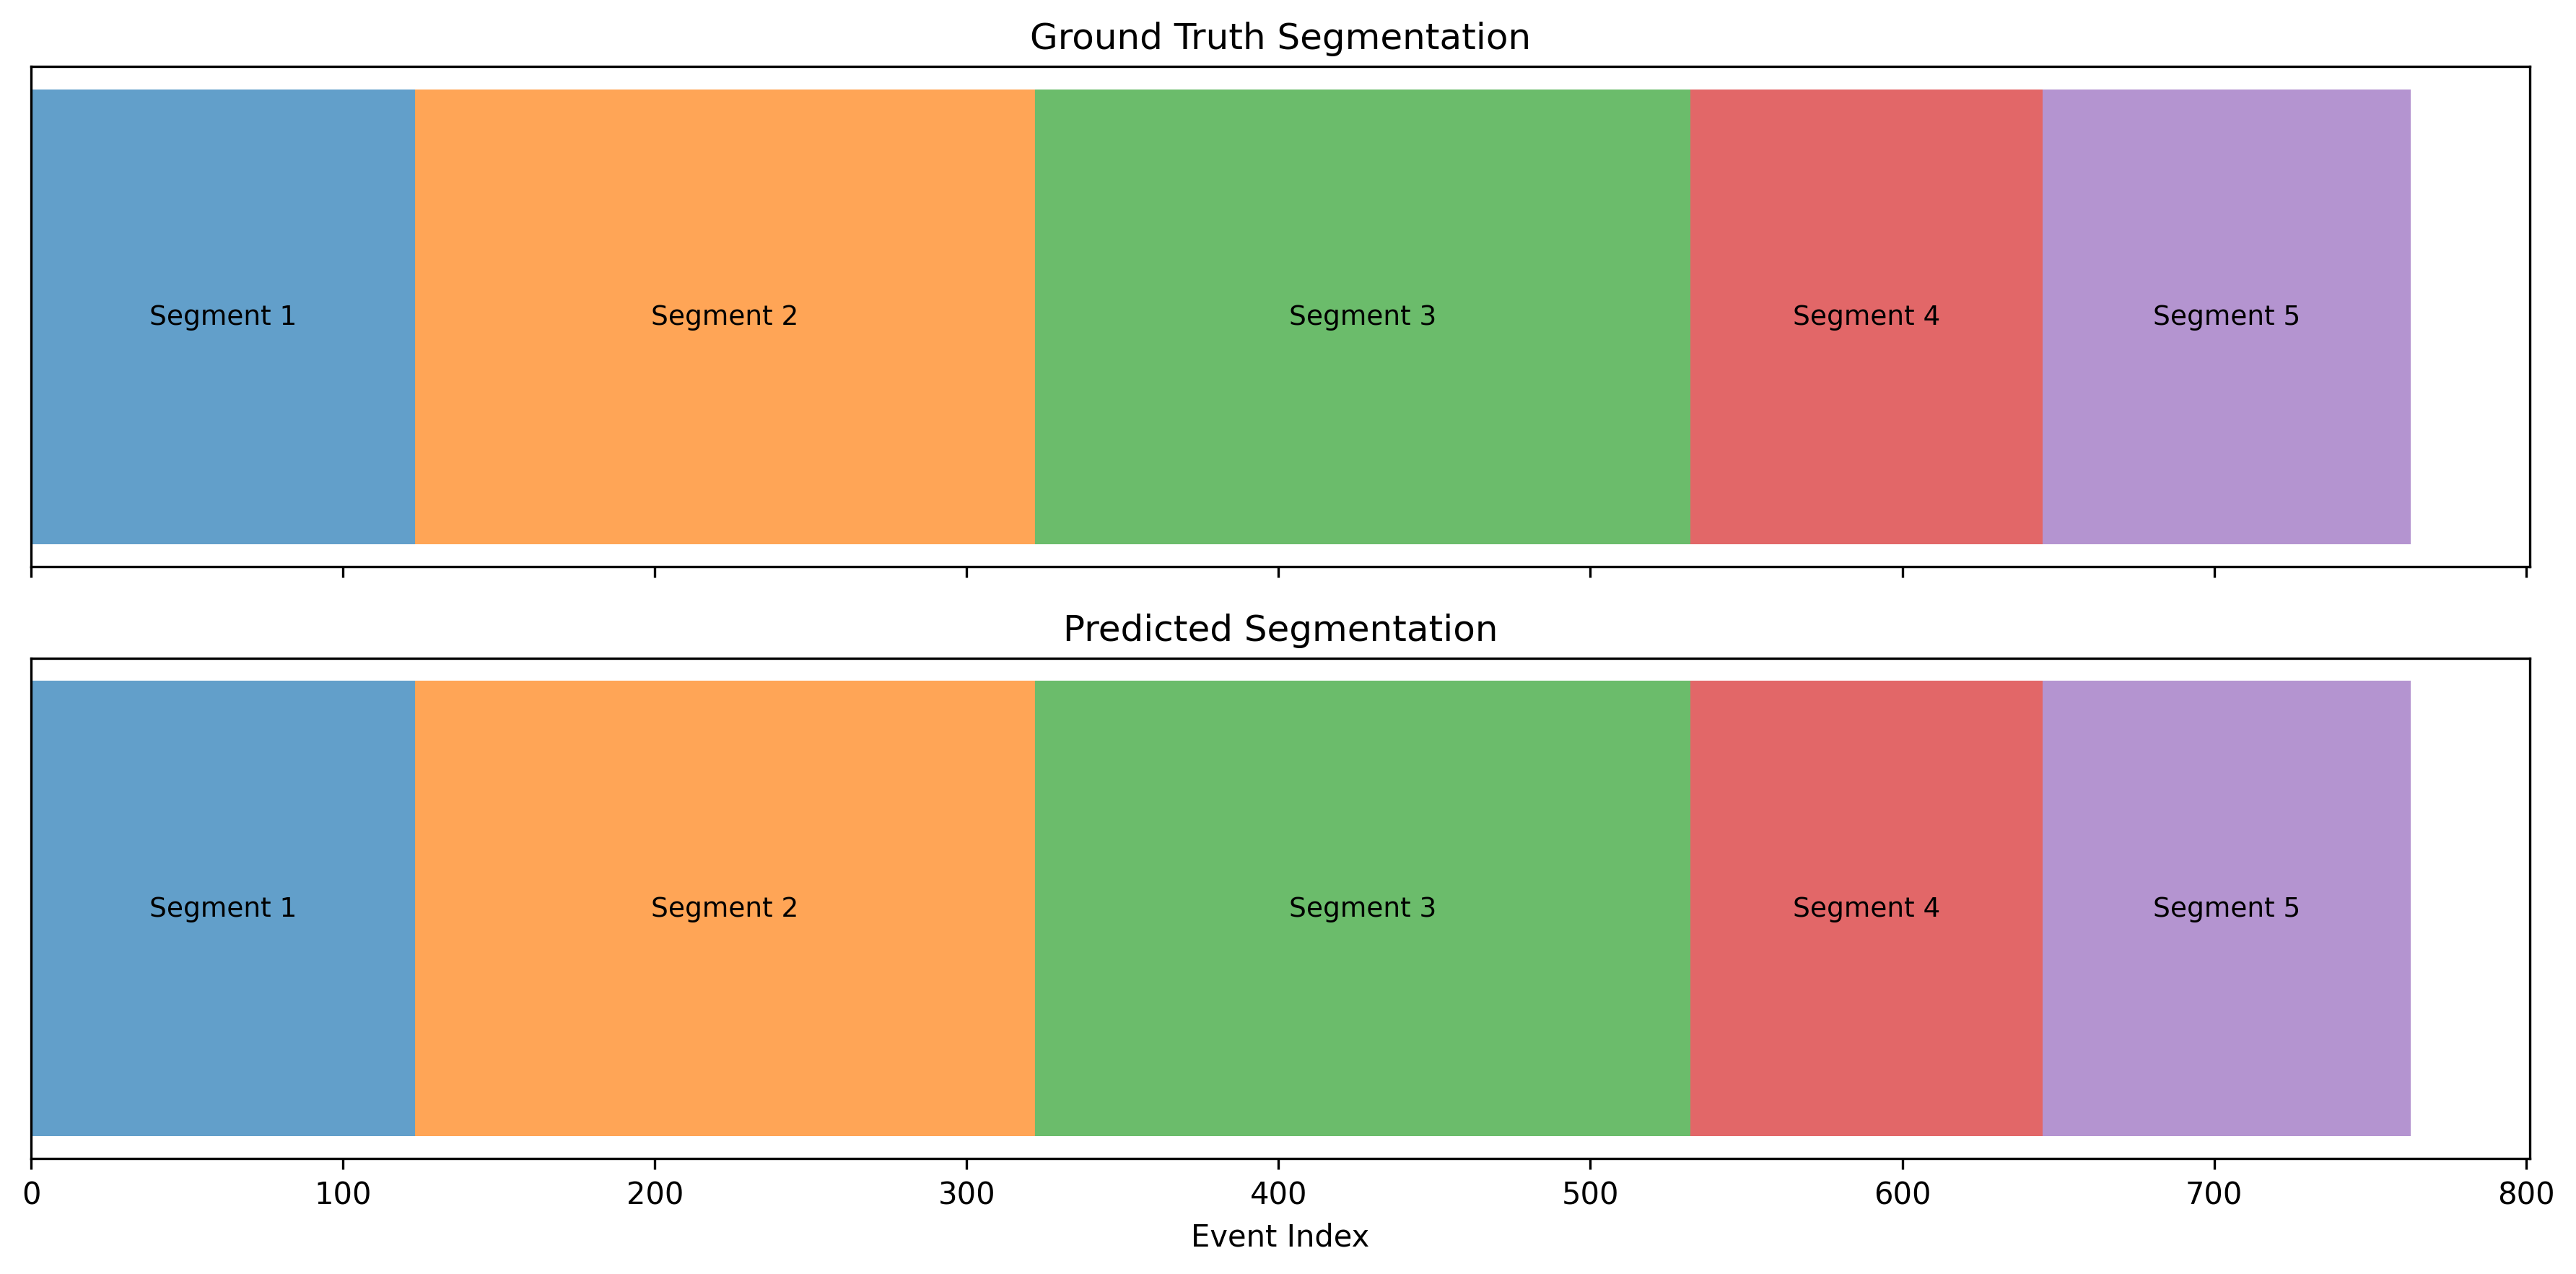 Ground Truth Segmentation
Segment 1 Segment 2 Segment 3 Segment 4 Segment 5
Predicted Segmentation
Segment 1 Segment 2 Segment 3 Segment 4 Segment 5
0 100 200 300 400 500 600 700 800
Event Index